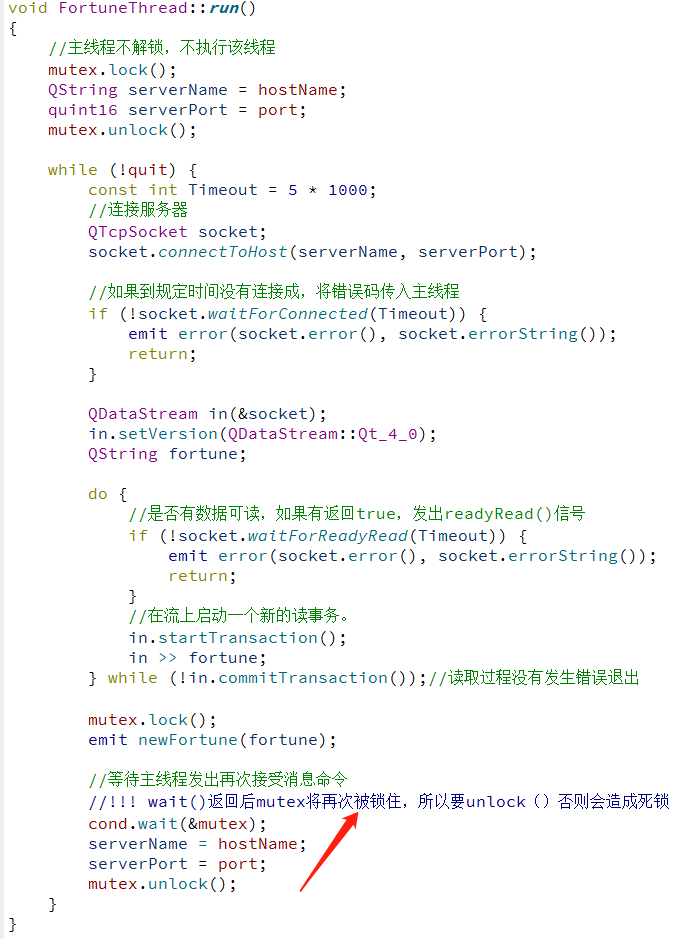 void FortuneThread::run()
{
    //主线程不解锁，不执行该线程
    mutex.lock();
    QString serverName = hostName;
    quint16 serverPort = port;
    mutex.unlock();

    while (!quit) {
        const int Timeout = 5 * 1000;
        //连接服务器
        QTcpSocket socket;
        socket.connectToHost(serverName, serverPort);

        //如果到规定时间没有连接成，将错误码传入主线程
        if (!socket.waitForConnected(Timeout)) {
            emit error(socket.error(), socket.errorString());
            return;
        }

        QDataStream in(&socket);
        in.setVersion(QDataStream::Qt_4_0);
        QString fortune;

        do {
            //是否有数据可读，如果有返回true，发出readyRead()信号
            if (!socket.waitForReadyRead(Timeout)) {
                emit error(socket.error(), socket.errorString());
                return;
            }
            //在流上启动一个新的读事务。
            in.startTransaction();
            in >> fortune;
        } while (!in.commitTransaction());//读取过程没有发生错误退出

        mutex.lock();
        emit newFortune(fortune);

        //等待主线程发出再次接受消息命令
        //!!! wait()返回后mutex将再次被锁住，所以要unlock（）否则会造成死锁
        cond.wait(&mutex);
        serverName = hostName;
        serverPort = port;
        mutex.unlock();
    }
}